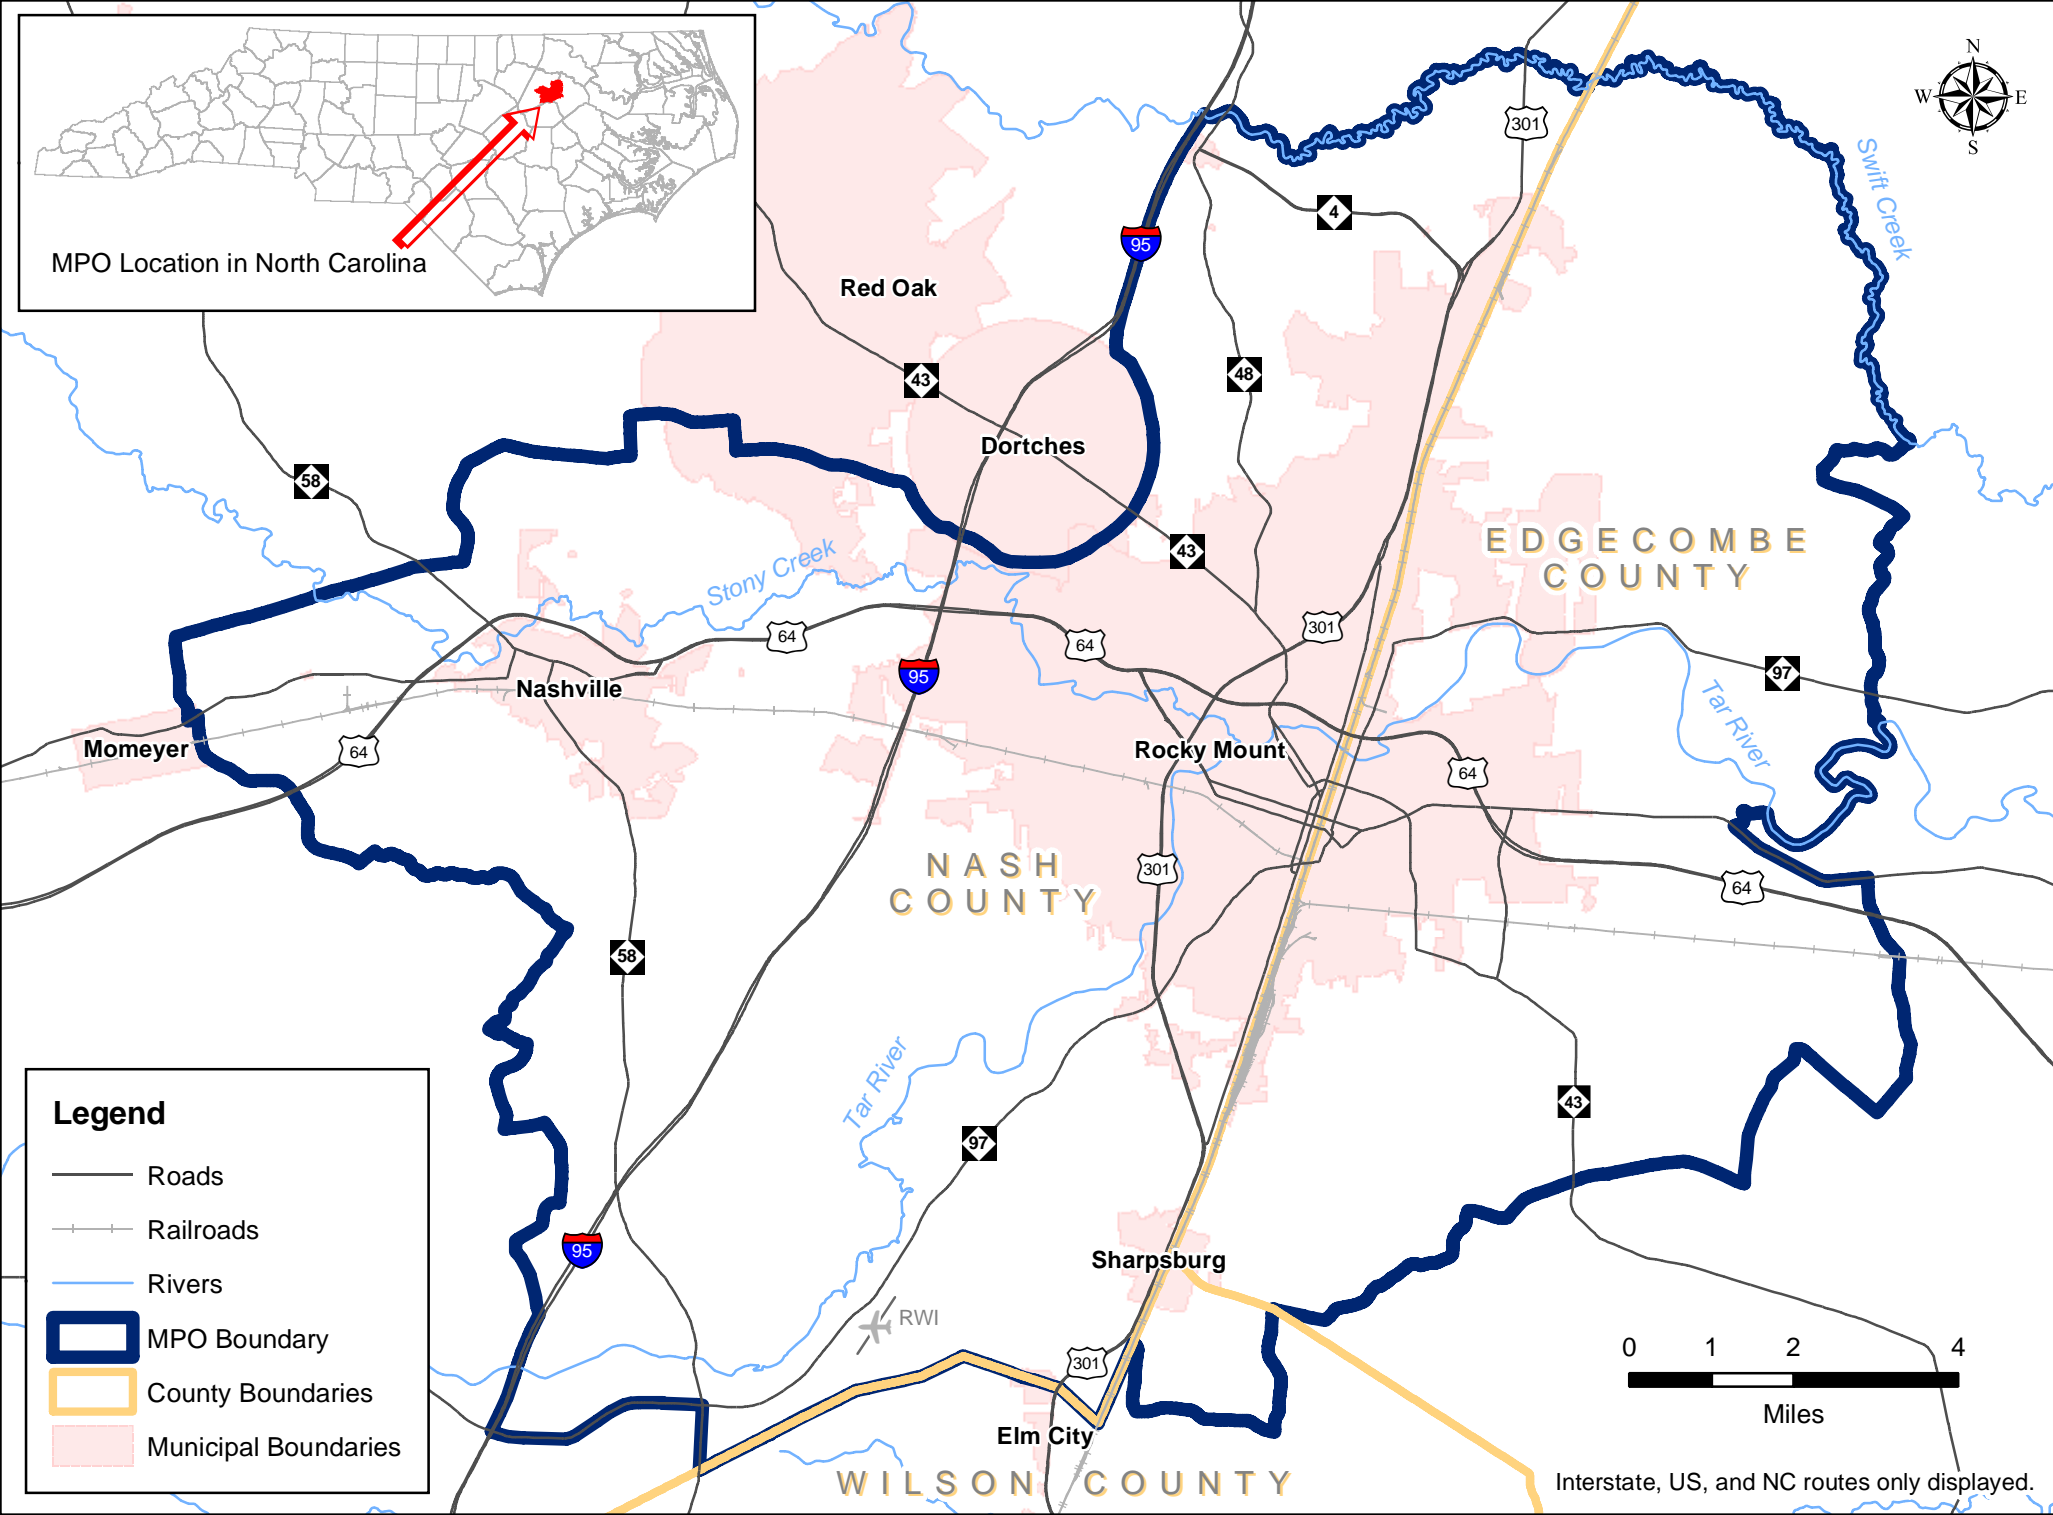 MPO Location in North Carolina
N
W
E
S
301
Swift Creek
4
95
Red Oak
43
48
Dortches
58
EDGECOMBE
COUNTY
43
Stony Creek
64
64
301
95
97
Nashville
Tar River
Momeyer
64
Rocky Mount
64
NASH
COUNTY
301
64
58
Tar River
43
97
Legend
Roads
Railroads
Rivers
MPO Boundary
County Boundaries
Municipal Boundaries
95
Sharpsburg
RWI
301
Elm City
WILSON COUNTY
0 1 2 4
Miles
Interstate, US, and NC routes only displayed.